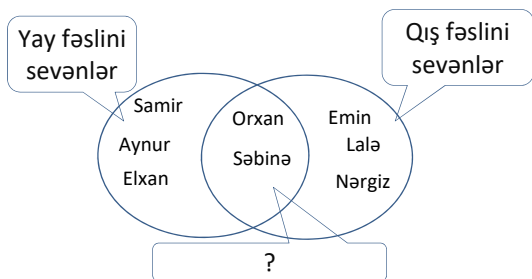 Yay fəslini
sevənlər
Qış fəslini
sevənlər
Samir
Aynur
Elxan
Orxan
Səbinə
Emin
Lalə
Nərgiz
?